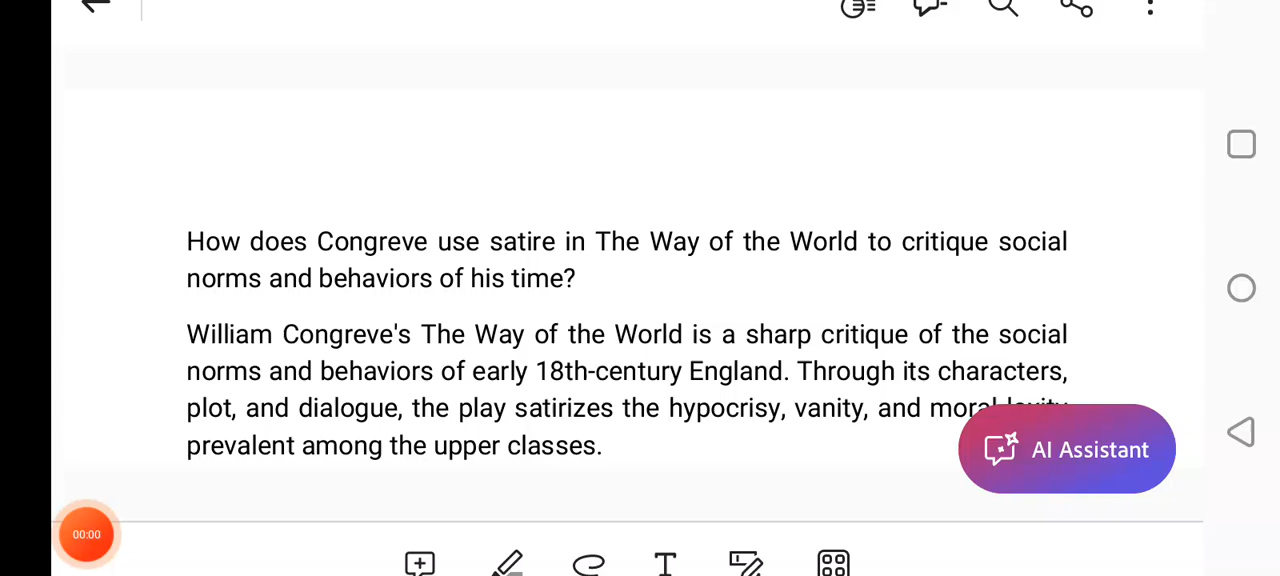 How does Congreve use satire in The Way of the World to critique social
norms and behaviors of his time?
William Congreve's The Way of the World is a sharp critique of the social
norms and behaviors of early 18th-century England. Through its characters,
plot, and dialogue, the play satirizes the hypocrisy, vanity, and moral laxity
prevalent among the upper classes.
AI Assistant
00:00